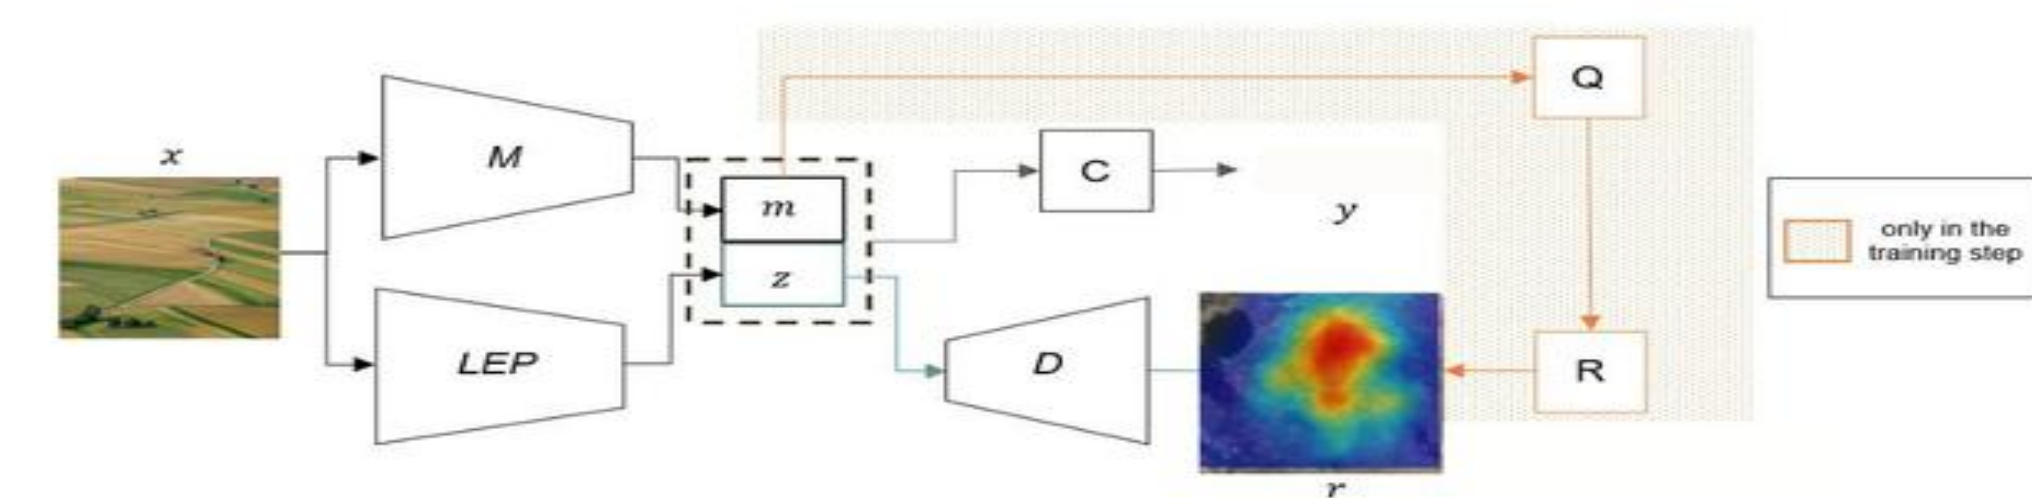 x
M
Q
C
m
y
only in the
training step
z
LEP
D
R
r